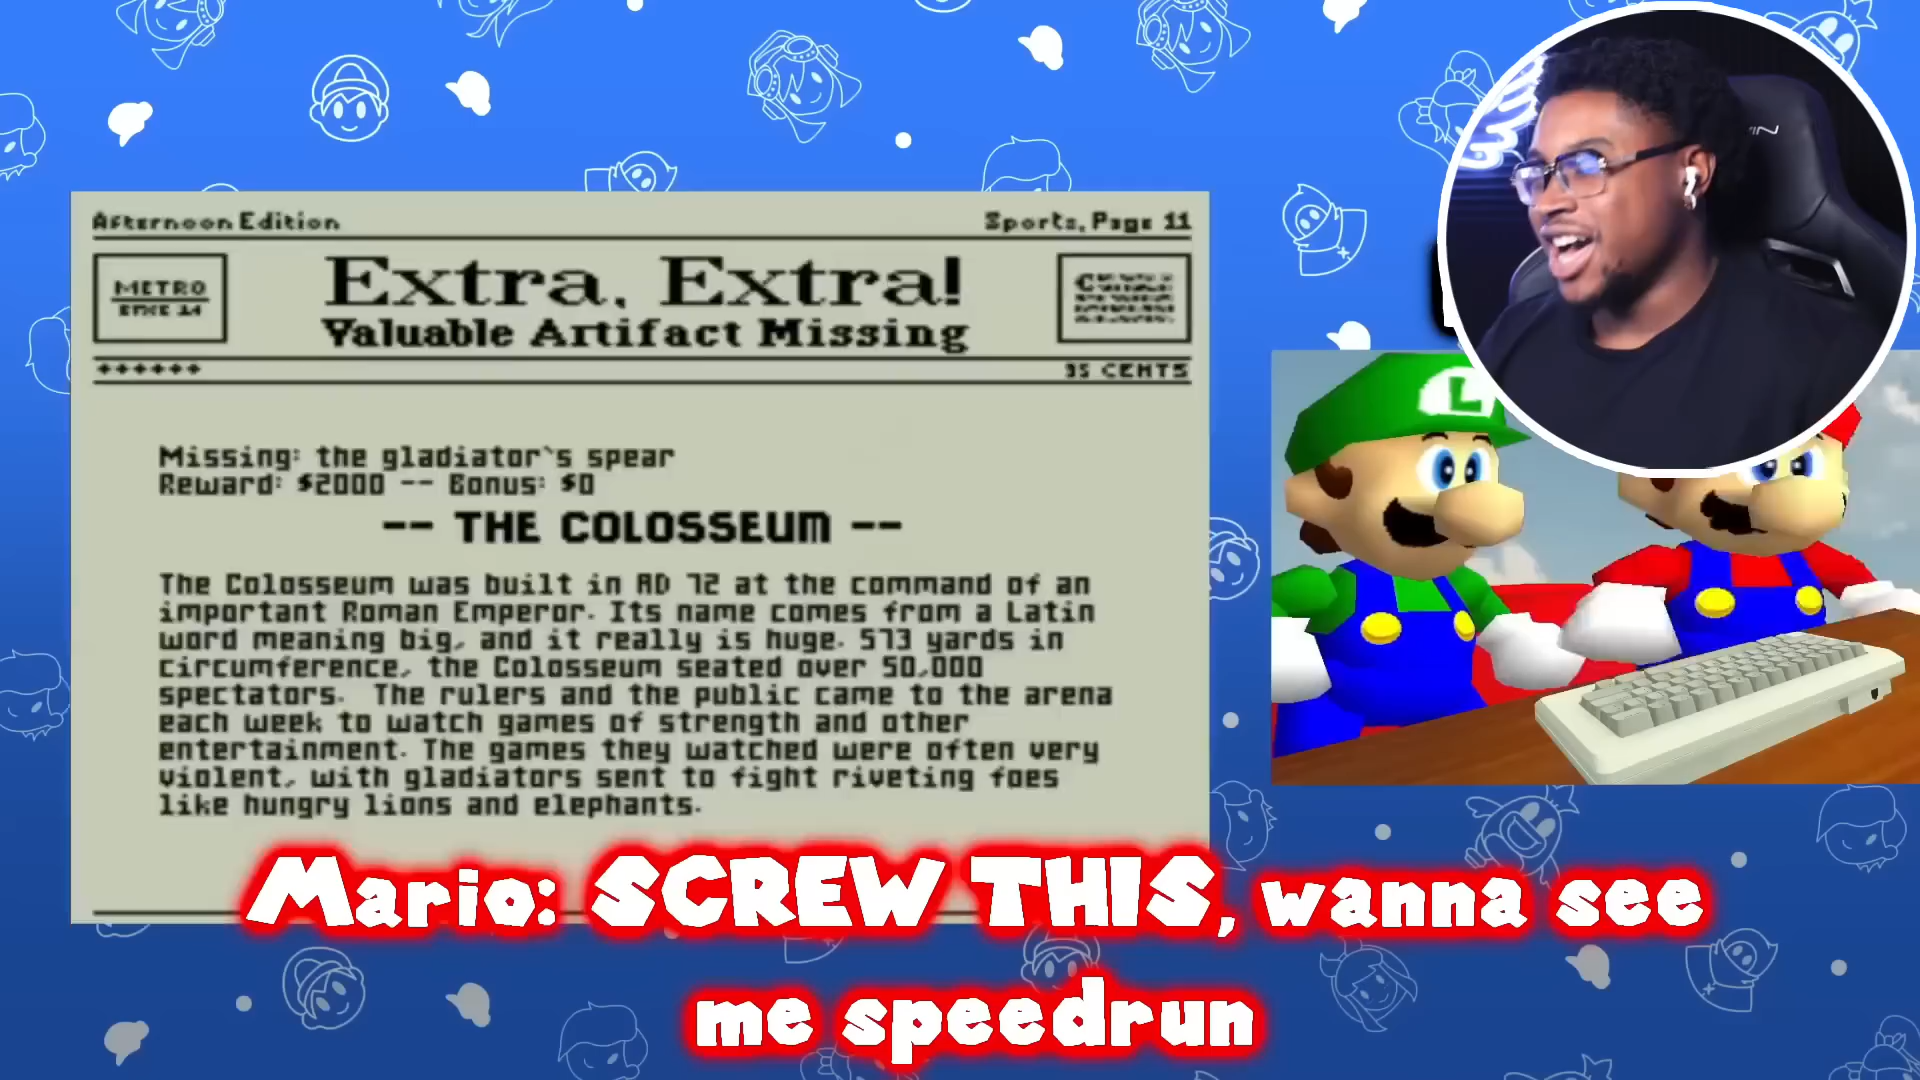 Afternoon Edition
Sports, Page 11
METRO
Extra, Extra!
Valuable Artifact Missing
35 CENTS
Missing: the gladiator`s spear
Reward: $2000 -- Bonus: $0
-- THE COLOSSEUM --
The Colosseum was built in AD 72 at the command of an
important Roman Emperor. Its name comes from a Latin
word meaning big, and it really is huge. 573 yards in
circumference, the Colosseum seated over 50,000
spectators.  The rulers and the public came to the arena
each week to watch games of strength and other
entertainment. The games they watched were often very
violent, with gladiators sent to fight riveting foes
like hungry lions and elephants.
L
Mario: SCREW THIS, wanna see
me speedrun